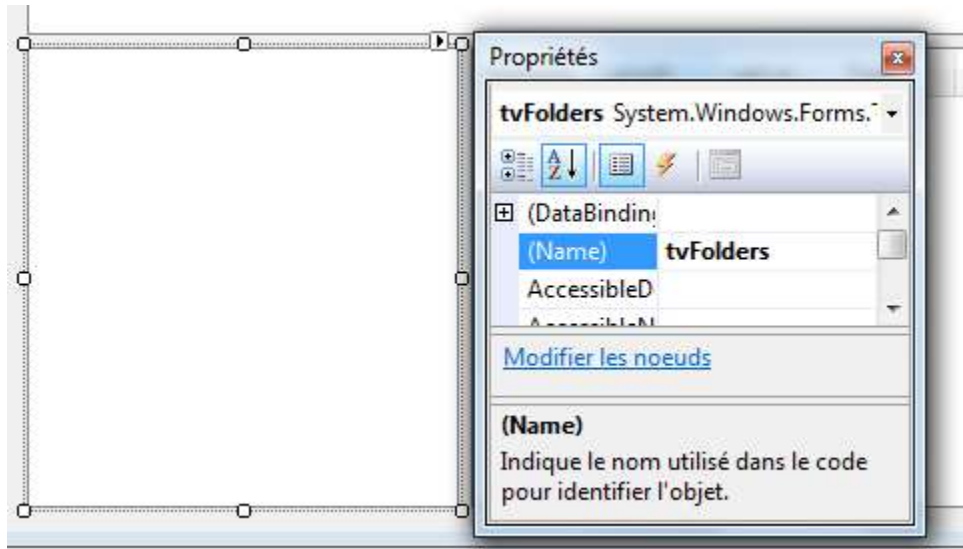 Propriétés
tvFolders System.Windows.Forms.
A
Z
(DataBindin
(Name) tvFolders
AccessibleD
Modifier les noeuds
(Name)
Indique le nom utilisé dans le code
pour identifier l'objet.